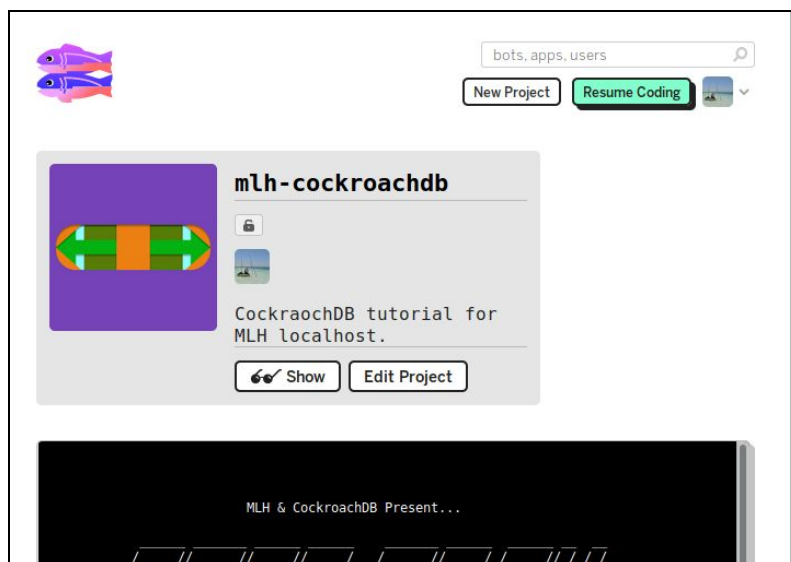 bots, apps, users
New Project
Resume Coding
mlh-cockroachdb
CockraochDB tutorial for
MLH localhost.
Show
Edit Project
MLH & CockroachDB Present...